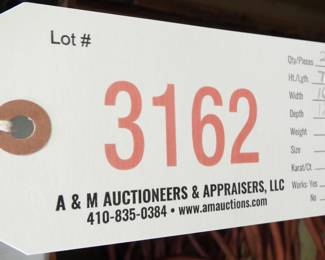 Lot #
3162
A & M AUCTIONEERS & APPRAISERS, LLC
410-835-0384 • www.amauctions.com
Qty/Pieces
Ht./Lgth
Width
Depth
Weight
Size
Karat/Ct
Works: Yes
No